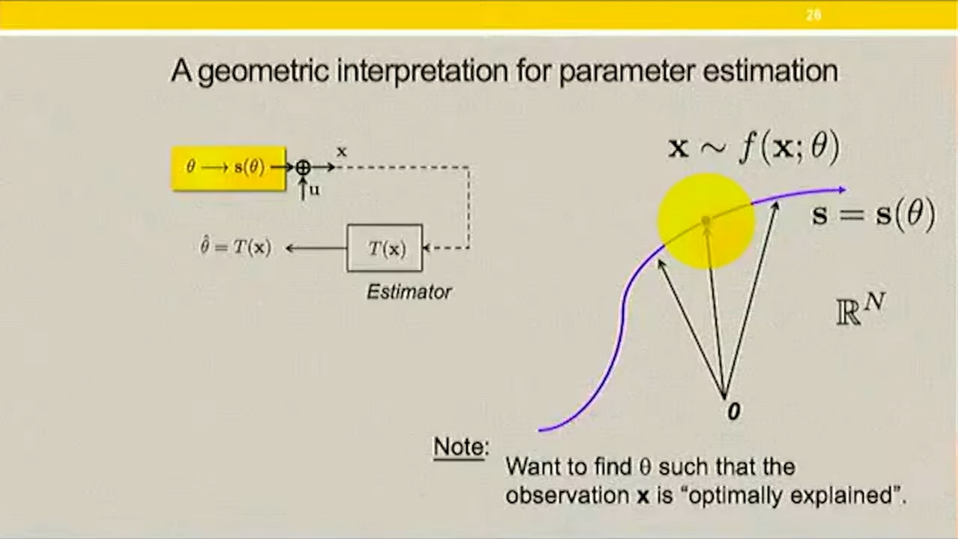 26
A geometric interpretation for parameter estimation
θ → s(θ)
x
u
x ~ f(x; θ)
s = s(θ)
θ̂ = T(x)
T(x)
Estimator
ℝᴺ
0
Note:
Want to find θ such that the
observation x is “optimally explained”.